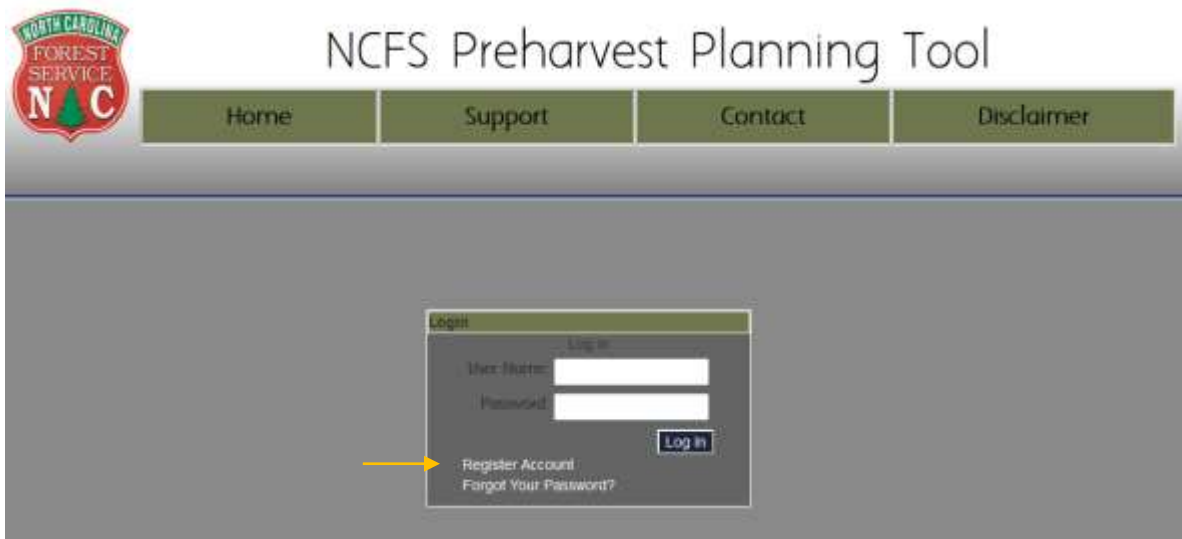 NORTH CAROLINA
FOREST
SERVICE
N C
NCFS Preharvest Planning Tool
Home Support Contact Disclaimer
Login
Log in
User Name:
Password:
Log In
Register Account
Forgot Your Password?